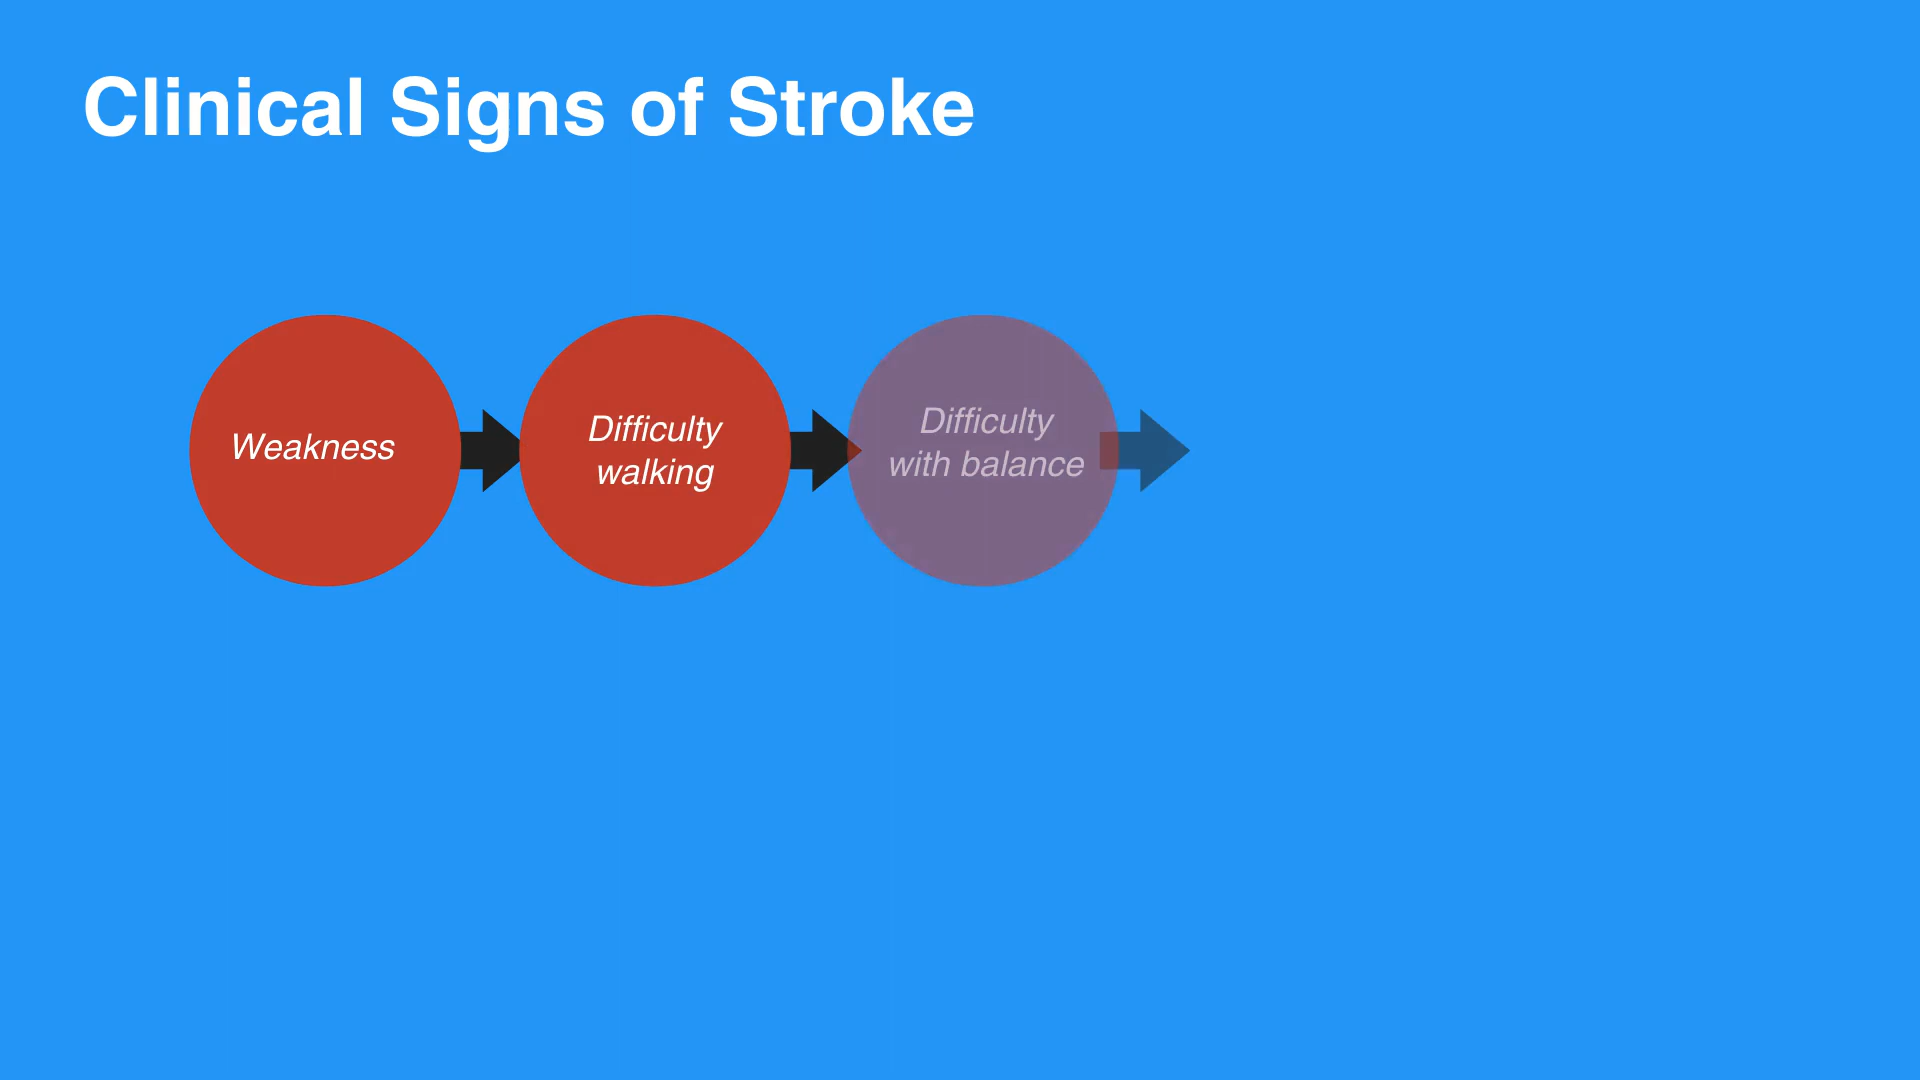 Clinical Signs of Stroke
Weakness
Difficulty
walking
Difficulty
with balance